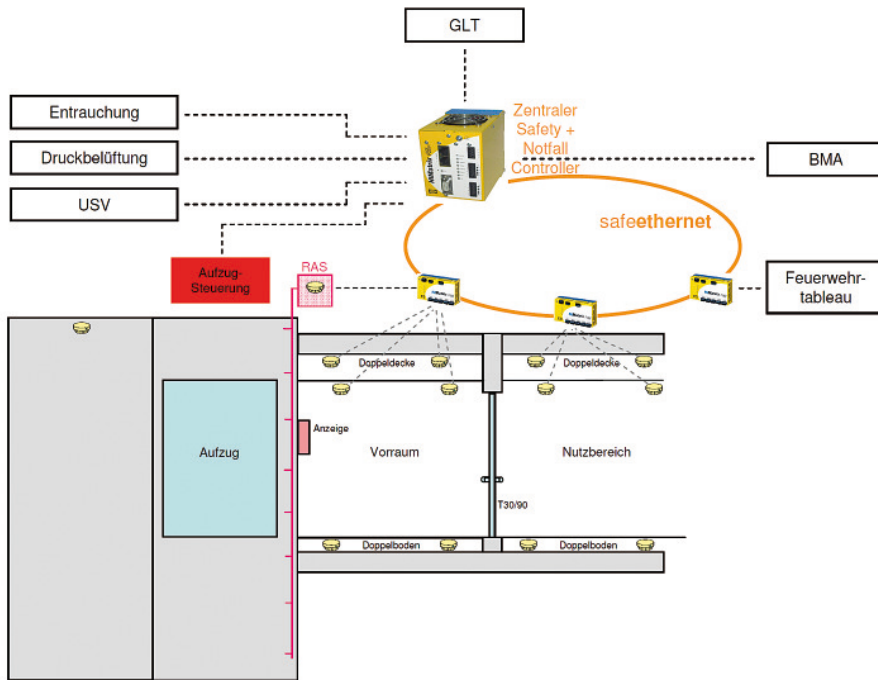 GLT
Entrauchung
Zentraler
Safety +
Notfall
Controller
Druckbelüftung
BMA
USV
safeethernet
Aufzug-
Steuerung
RAS
Feuerwehr-
tableau
Doppeldecke
Doppeldecke
Anzeige
Aufzug
Vorraum
Nutzbereich
T30/90
Doppelboden
Doppelboden